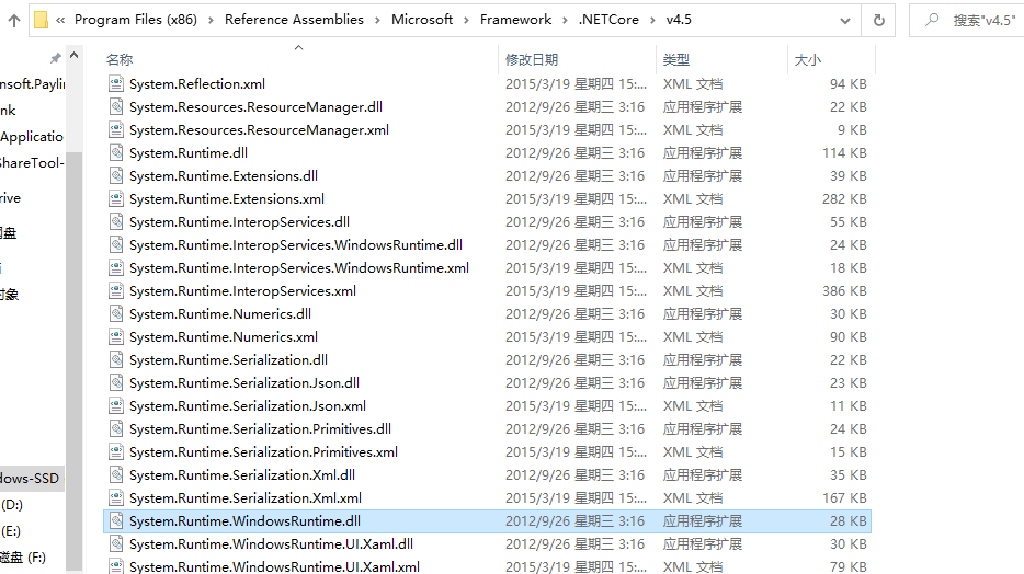 « Program Files (x86) › Reference Assemblies › Microsoft › Framework › .NETCore › v4.5 搜索"v4.5"
名称 修改日期 类型 大小
System.Reflection.xml 2015/3/19 星期四 15:... XML 文档 94 KB
System.Resources.ResourceManager.dll 2012/9/26 星期三 3:16 应用程序扩展 22 KB
System.Resources.ResourceManager.xml 2015/3/19 星期四 15:... XML 文档 9 KB
System.Runtime.dll 2012/9/26 星期三 3:16 应用程序扩展 114 KB
System.Runtime.Extensions.dll 2012/9/26 星期三 3:16 应用程序扩展 39 KB
System.Runtime.Extensions.xml 2015/3/19 星期四 15:... XML 文档 282 KB
System.Runtime.InteropServices.dll 2012/9/26 星期三 3:16 应用程序扩展 55 KB
System.Runtime.InteropServices.WindowsRuntime.dll 2012/9/26 星期三 3:16 应用程序扩展 24 KB
System.Runtime.InteropServices.WindowsRuntime.xml 2015/3/19 星期四 15:... XML 文档 18 KB
System.Runtime.InteropServices.xml 2015/3/19 星期四 15:... XML 文档 386 KB
System.Runtime.Numerics.dll 2012/9/26 星期三 3:16 应用程序扩展 30 KB
System.Runtime.Numerics.xml 2015/3/19 星期四 15:... XML 文档 90 KB
System.Runtime.Serialization.dll 2012/9/26 星期三 3:16 应用程序扩展 22 KB
System.Runtime.Serialization.Json.dll 2012/9/26 星期三 3:16 应用程序扩展 23 KB
System.Runtime.Serialization.Json.xml 2015/3/19 星期四 15:... XML 文档 11 KB
System.Runtime.Serialization.Primitives.dll 2012/9/26 星期三 3:16 应用程序扩展 24 KB
System.Runtime.Serialization.Primitives.xml 2015/3/19 星期四 15:... XML 文档 15 KB
System.Runtime.Serialization.Xml.dll 2012/9/26 星期三 3:16 应用程序扩展 35 KB
System.Runtime.Serialization.Xml.xml 2015/3/19 星期四 15:... XML 文档 167 KB
System.Runtime.WindowsRuntime.dll 2012/9/26 星期三 3:16 应用程序扩展 28 KB
System.Runtime.WindowsRuntime.UI.Xaml.dll 2012/9/26 星期三 3:16 应用程序扩展 30 KB
System.Runtime.WindowsRuntime.UI.Xaml.xml 2015/3/19 星期四 15:... XML 文档 79 KB
nsoft.Paylin
nk
Applicatio
ShareTool-
rive
盘
对象
dows-SSD
(D:)
(E:)
磁盘 (F:)